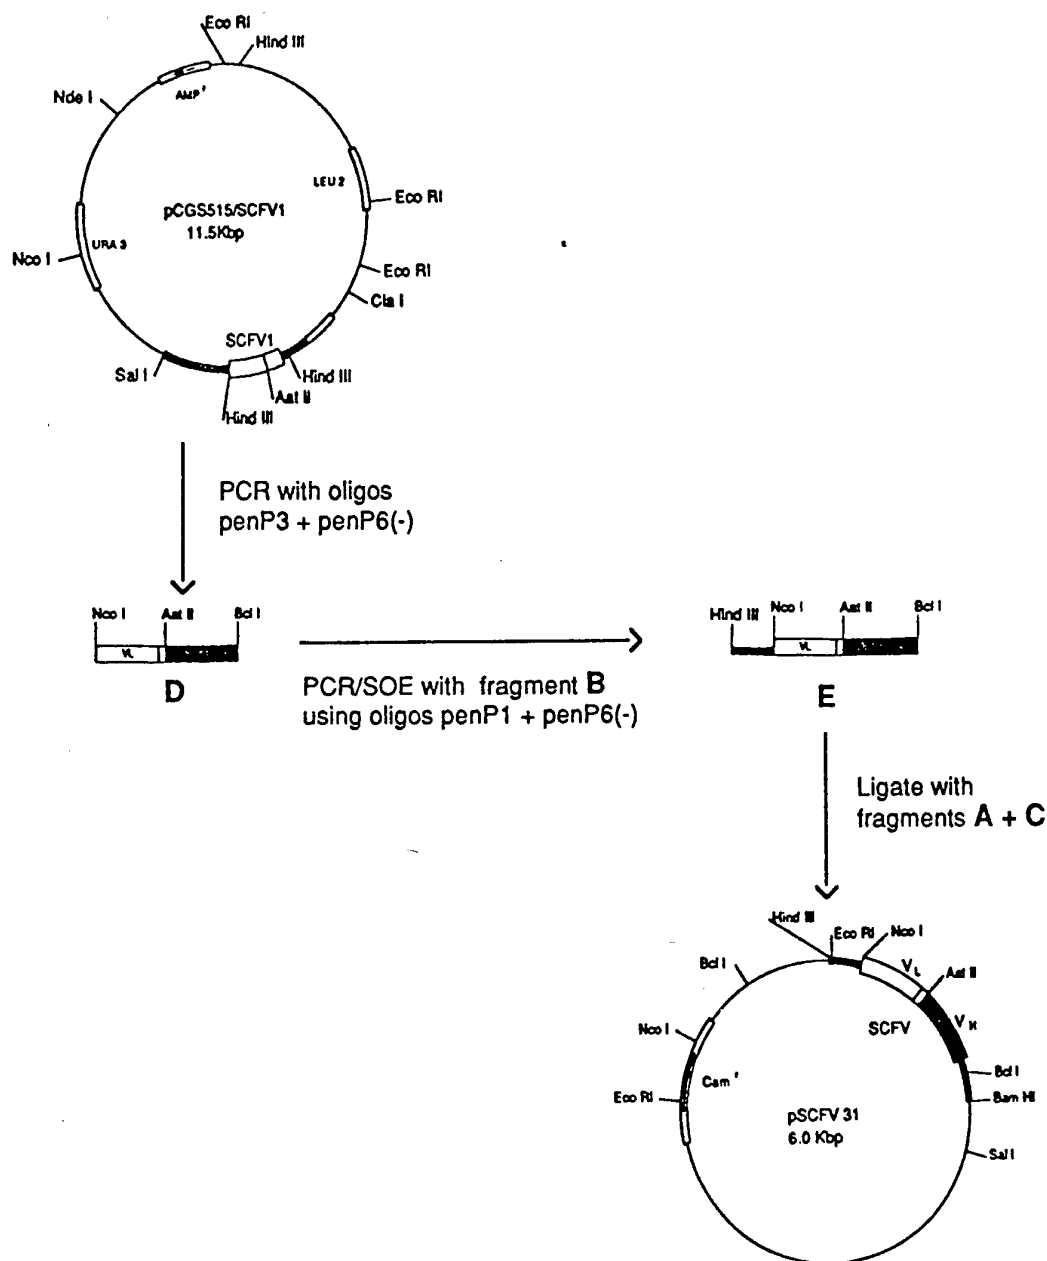 Eco RI
Hind III
AMP r
Nde I
LEU 2
Eco RI
pCGS515/SCFV1
11.5Kbp
URA 3
Nco I
Eco RI
Cla I
SCFV1
Sal I
Hind III
Aat II
Hind III
PCR with oligos
penP3 + penP6(-)
Nco I
Aat II
Bcl I
VL
D
PCR/SOE with fragment B
using oligos penP1 + penP6(-)
Hind III
Nco I
Aat II
Bcl I
VL
E
Ligate with
fragments A + C
Hind III
Eco RI
Nco I
Bcl I
V L
Aat II
Nco I
SCFV
V H
Cam r
Bcl I
Eco RI
Bam HI
pSCFV 31
6.0 Kbp
Sal I